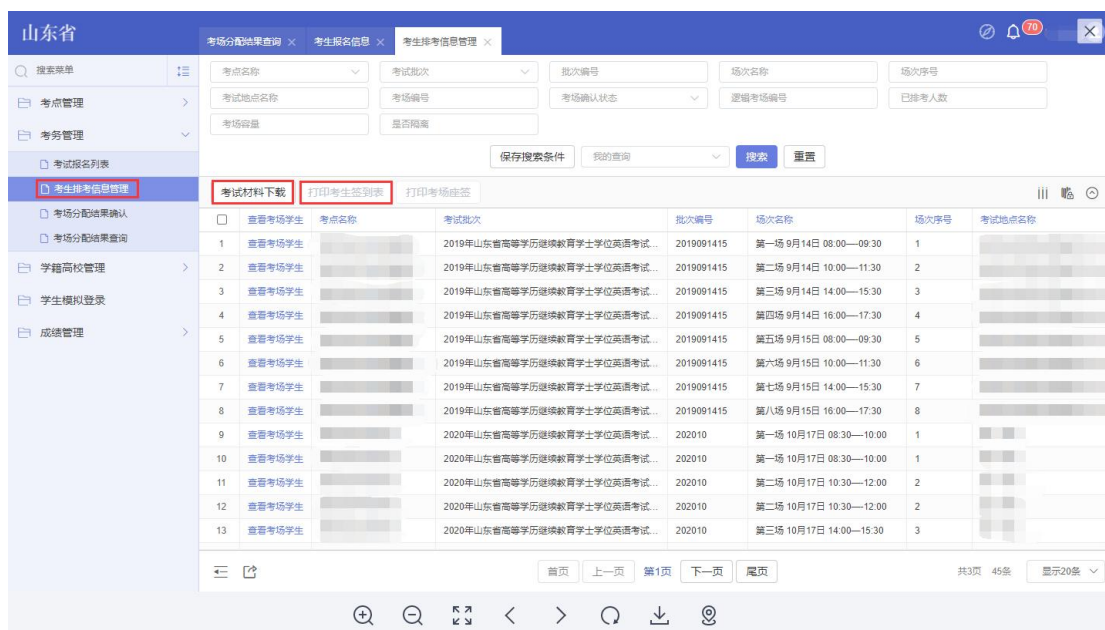 山东省
考场分配结果查询 ×
考生报名信息 ×
考生排考信息管理 ×
70
搜索菜单
考点管理
考务管理
考试报名列表
考生排考信息管理
考场分配结果确认
考场分配结果查询
学籍高校管理
学生模拟登录
成绩管理
考点名称 考试批次 批次编号 场次名称 场次序号
考试地点名称 考场编号 考场确认状态 逻辑考场编号 已排考人数
考场容量 是否隔离
保存搜索条件 我的查询 搜索 重置
考试材料下载 打印考生签到表 打印考场座签
查看考场学生 考点名称 考试批次 批次编号 场次名称 场次序号 考试地点名称
1 查看考场学生 2019年山东省高等学历继续教育学士学位英语考试... 2019091415 第一场 9月14日 08:00----09:30 1
2 查看考场学生 2019年山东省高等学历继续教育学士学位英语考试... 2019091415 第二场 9月14日 10:00----11:30 2
3 查看考场学生 2019年山东省高等学历继续教育学士学位英语考试... 2019091415 第三场 9月14日 14:00----15:30 3
4 查看考场学生 2019年山东省高等学历继续教育学士学位英语考试... 2019091415 第四场 9月14日 16:00----17:30 4
5 查看考场学生 2019年山东省高等学历继续教育学士学位英语考试... 2019091415 第五场 9月15日 08:00----09:30 5
6 查看考场学生 2019年山东省高等学历继续教育学士学位英语考试... 2019091415 第六场 9月15日 10:00----11:30 6
7 查看考场学生 2019年山东省高等学历继续教育学士学位英语考试... 2019091415 第七场 9月15日 14:00----15:30 7
8 查看考场学生 2019年山东省高等学历继续教育学士学位英语考试... 2019091415 第八场 9月15日 16:00----17:30 8
9 查看考场学生 2020年山东省高等学历继续教育学士学位英语考试... 202010 第一场 10月17日 08:30----10:00 1
10 查看考场学生 2020年山东省高等学历继续教育学士学位英语考试... 202010 第一场 10月17日 08:30----10:00 1
11 查看考场学生 2020年山东省高等学历继续教育学士学位英语考试... 202010 第二场 10月17日 10:30----12:00 2
12 查看考场学生 2020年山东省高等学历继续教育学士学位英语考试... 202010 第二场 10月17日 10:30----12:00 2
13 查看考场学生 2020年山东省高等学历继续教育学士学位英语考试... 202010 第三场 10月17日 14:00----15:30 3
首页 上一页 第1页 下一页 尾页 共3页 45条 显示20条